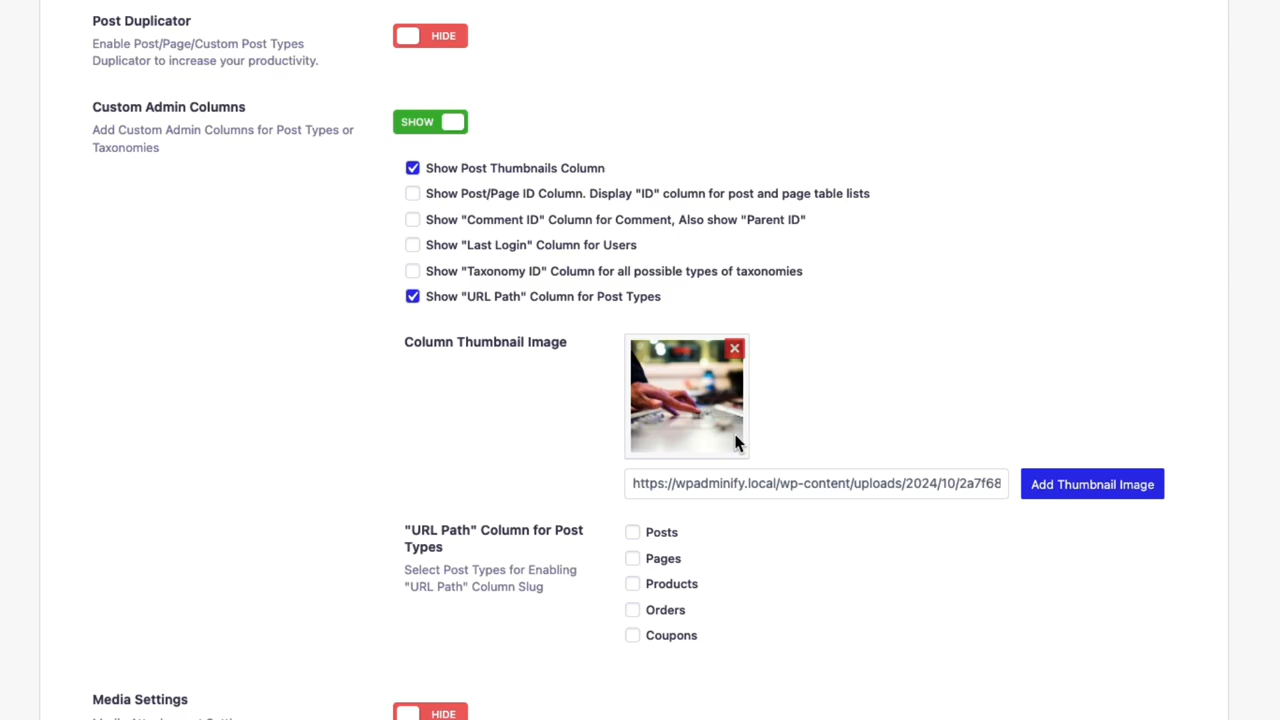 Post Duplicator
HIDE
Enable Post/Page/Custom Post Types
Duplicator to increase your productivity.
Custom Admin Columns
SHOW
Add Custom Admin Columns for Post Types or
Taxonomies
Show Post Thumbnails Column
Show Post/Page ID Column. Display "ID" column for post and page table lists
Show "Comment ID" Column for Comment, Also show "Parent ID"
Show "Last Login" Column for Users
Show "Taxonomy ID" Column for all possible types of taxonomies
Show "URL Path" Column for Post Types
Column Thumbnail Image
https://wpadminify.local/wp-content/uploads/2024/10/2a7f68
Add Thumbnail Image
"URL Path" Column for Post
Types
Select Post Types for Enabling
"URL Path" Column Slug
Posts
Pages
Products
Orders
Coupons
Media Settings
HIDE